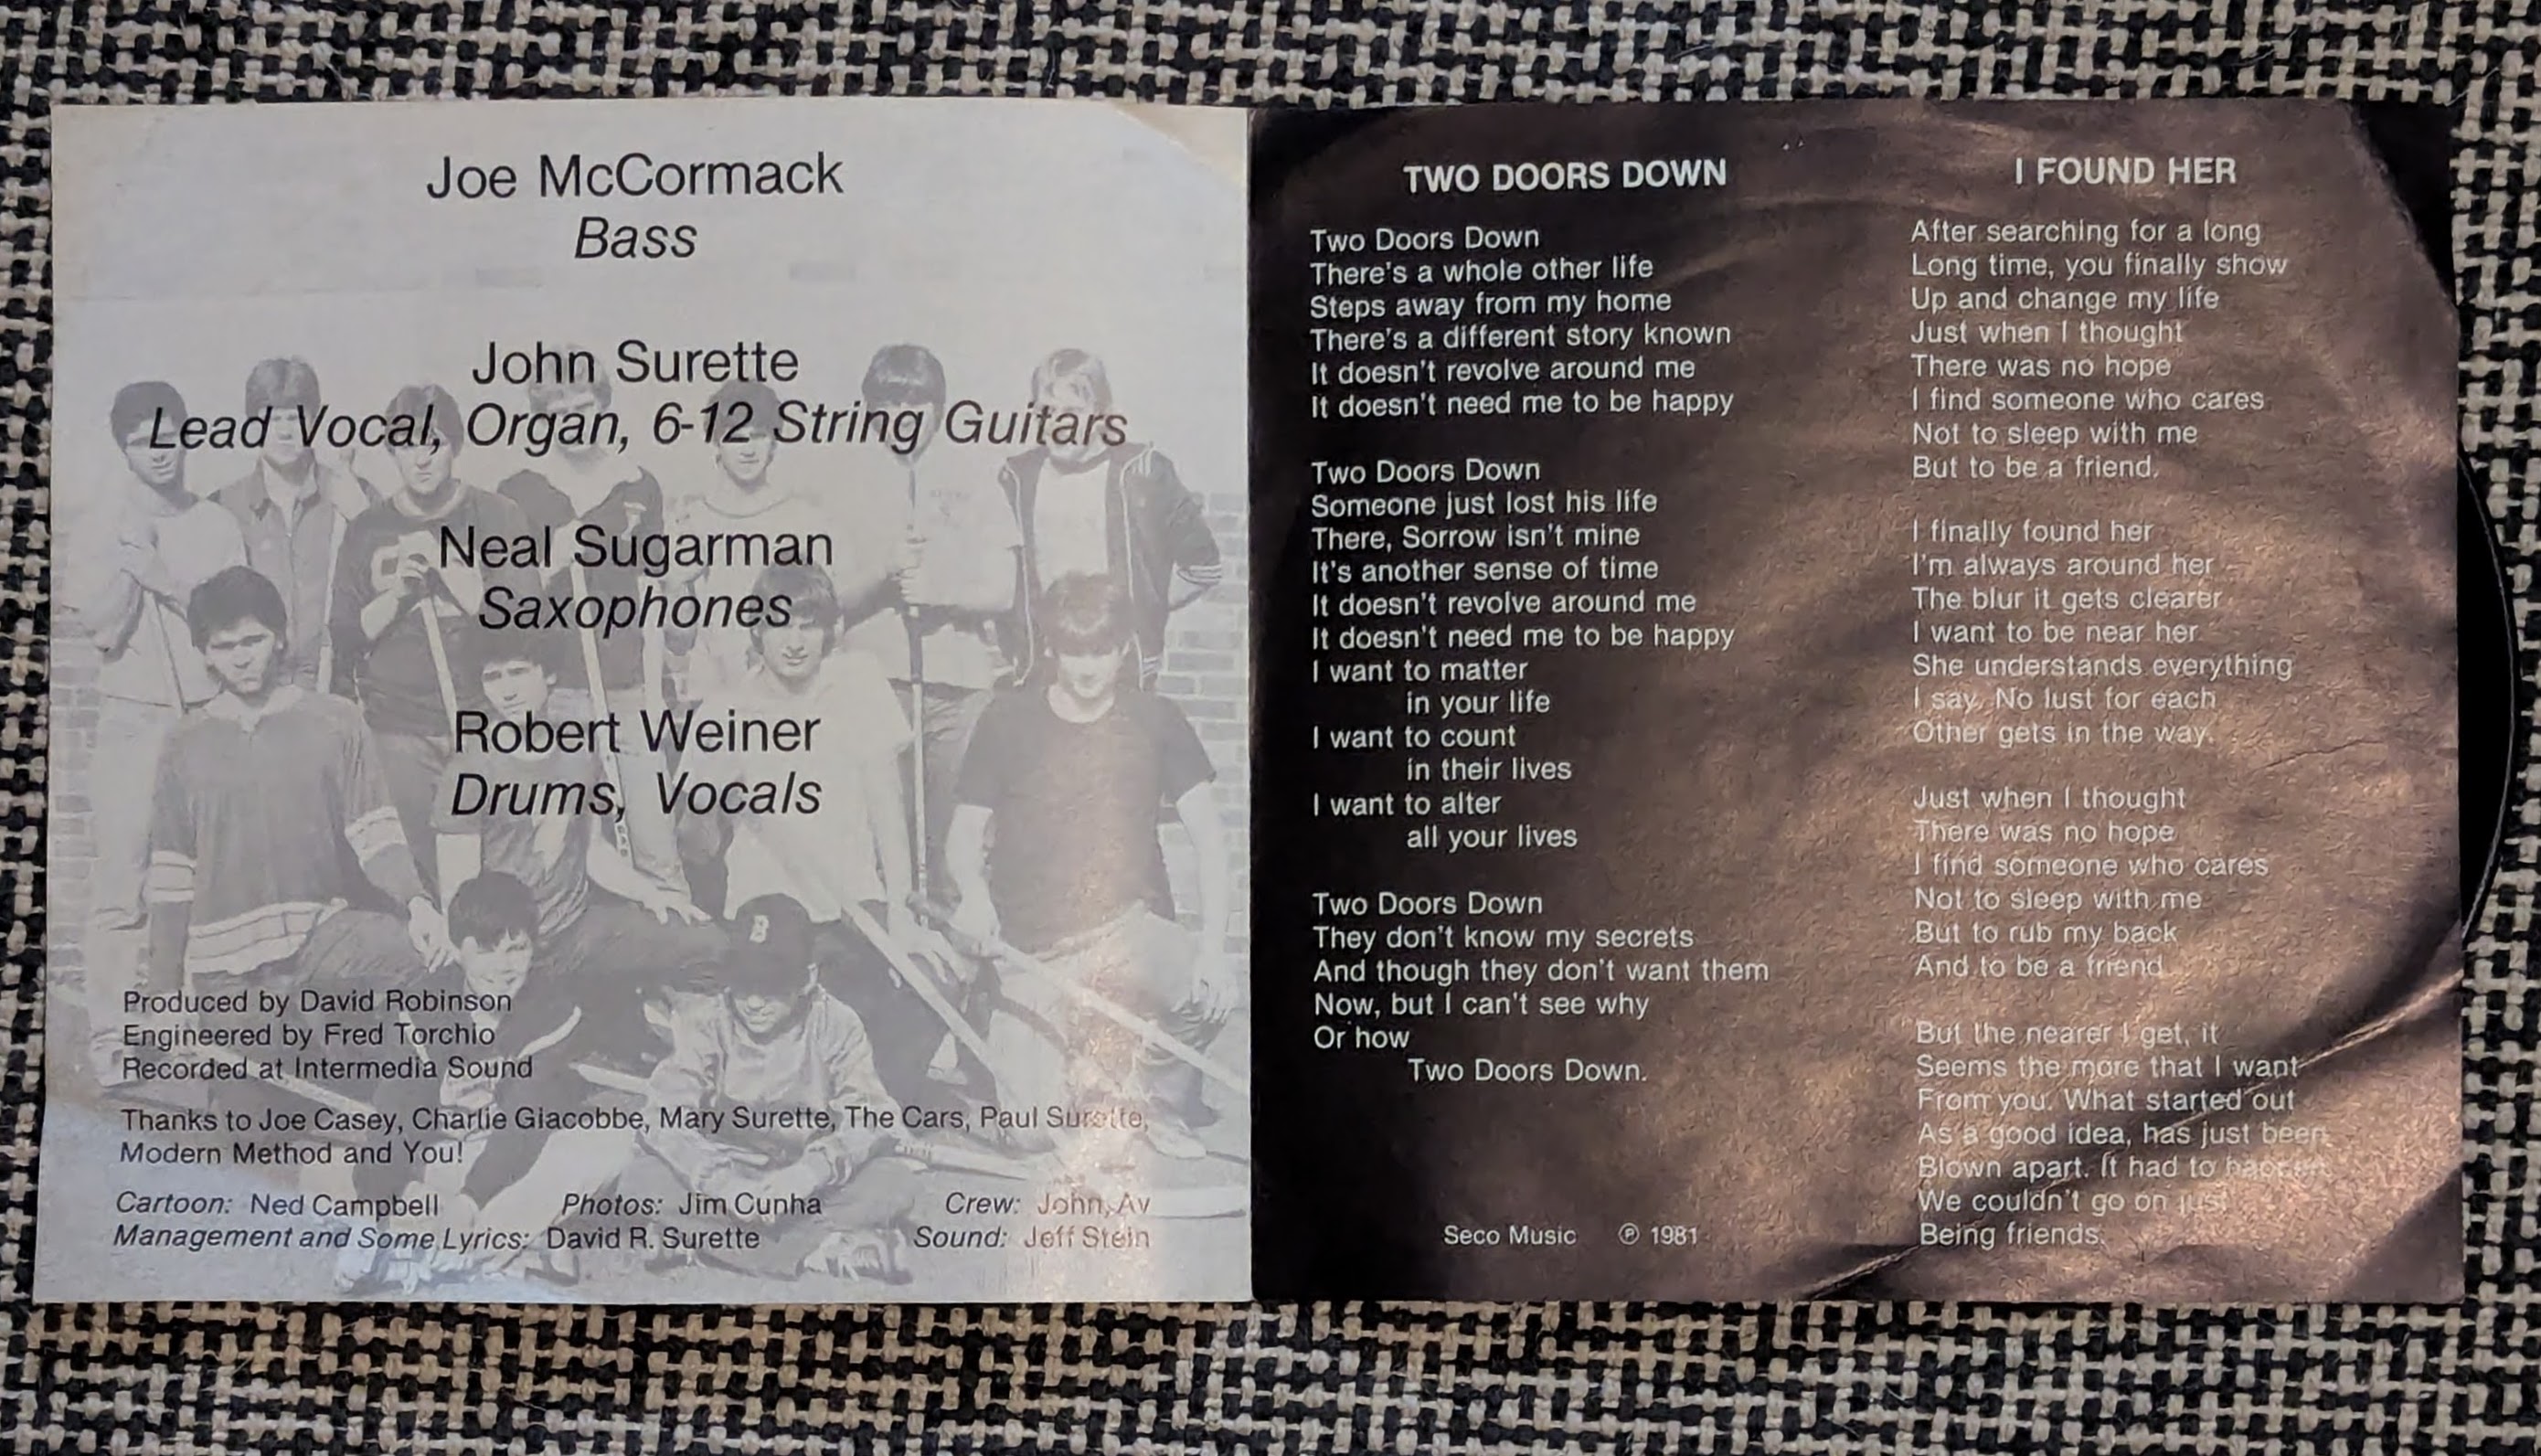 Joe McCormack
Bass
John Surette
Lead Vocal, Organ, 6-12 String Guitars
Neal Sugarman
Saxophones
Robert Weiner
Drums, Vocals
Produced by David Robinson
Engineered by Fred Torchio
Recorded at Intermedia Sound
Thanks to Joe Casey, Charlie Giacobbe, Mary Surette, The Cars, Paul Surette,
Modern Method and You!
Cartoon: Ned Campbell Photos: Jim Cunha Crew: John, Av
Management and Some Lyrics: David R. Surette Sound: Jeff Stein
B
TWO DOORS DOWN
Two Doors Down
There's a whole other life
Steps away from my home
There's a different story known
It doesn't revolve around me
It doesn't need me to be happy
Two Doors Down
Someone just lost his life
There, Sorrow isn't mine
It's another sense of time
It doesn't revolve around me
It doesn't need me to be happy
I want to matter
in your life
I want to count
in their lives
I want to alter
all your lives
Two Doors Down
They don't know my secrets
And though they don't want them
Now, but I can't see why
Or how
Two Doors Down.
Seco Music ℗ 1981
I FOUND HER
After searching for a long
Long time, you finally show
Up and change my life
Just when I thought
There was no hope
I find someone who cares
Not to sleep with me
But to be a friend.
I finally found her
I'm always around her
The blur it gets clearer
I want to be near her
She understands everything
I say. No lust for each
Other gets in the way.
Just when I thought
There was no hope
I find someone who cares
Not to sleep with me
But to rub my back
And to be a friend
But the nearer I get, it
Seems the more that I want
From you. What started out
As a good idea, has just been
Blown apart. It had to happen
We couldn't go on just
Being friends.